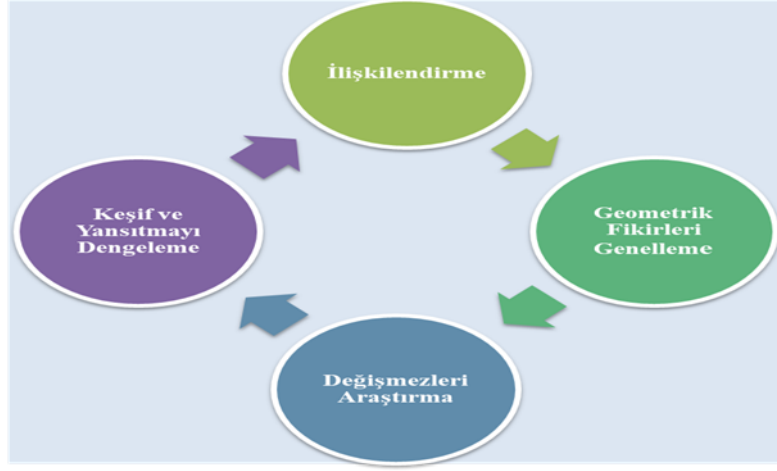 İlişkilendirme
Geometrik
Fikirleri
Genelleme
Değişmezleri
Araştırma
Keşif ve
Yansıtmayı
Dengeleme